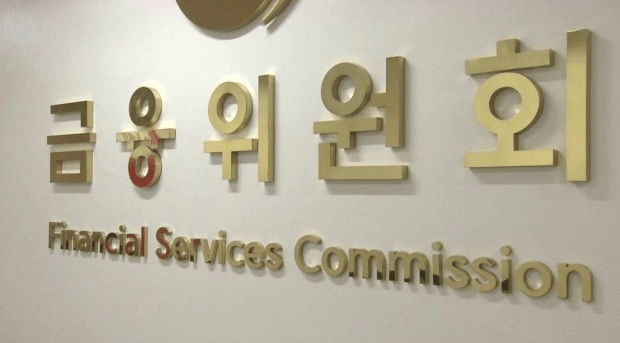 금융위원회
Financial Services Commission